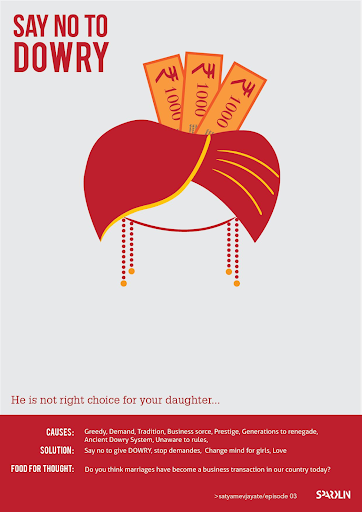 SAY NO TO
DOWRY
₹ 1000
₹ 1000
₹ 1000
He is not right choice for your daughter...
CAUSES: Greedy, Demand, Tradition, Business sorce, Prestige, Generations to renegade,
Ancient Dowry System, Unaware to rules,
SOLUTION: Say no to give DOWRY, stop demandes, Change mind for girls, Love
FOOD FOR THOUGHT: Do you think marriages have become a business transaction in our country today?
>satyamevjayate/episode 03 SPARKLIN